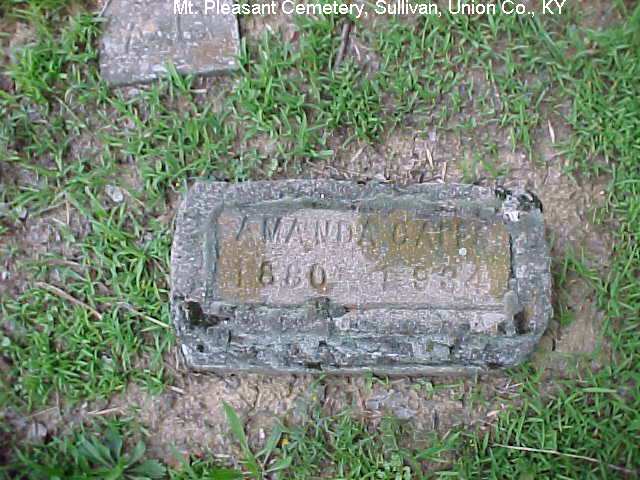 Mt. Pleasant Cemetery, Sullivan, Union Co., KY
AMANDA
1880